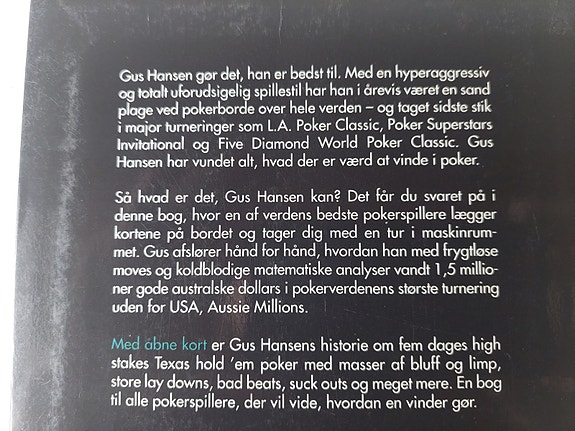 Gus Hansen gør det, han er bedst til. Med en hyperaggressiv
og totalt uforudsigelig spillestil har han i årevis været en sand
plage ved pokerborde over hele verden – og taget sidste stik
i major turneringer som L.A. Poker Classic, Poker Superstars
Invitational og Five Diamond World Poker Classic. Gus
Hansen har vundet alt, hvad der er værd at vinde i poker.
Så hvad er det, Gus Hansen kan? Det får du svaret på i
denne bog, hvor en af verdens bedste pokerspillere lægger
kortene på bordet og tager dig med en tur i maskinrum-
met. Gus afslører hånd for hånd, hvordan han med frygtløse
moves og koldblodige matematiske analyser vandt 1,5 millio-
ner gode australske dollars i pokerverdenens største turnering
uden for USA, Aussie Millions.
Med åbne kort er Gus Hansens historie om fem dages high
stakes Texas hold 'em poker med masser af bluff og limp,
store lay downs, bad beats, suck outs og meget mere. En bog
til alle pokerspillere, der vil vide, hvordan en vinder gør.